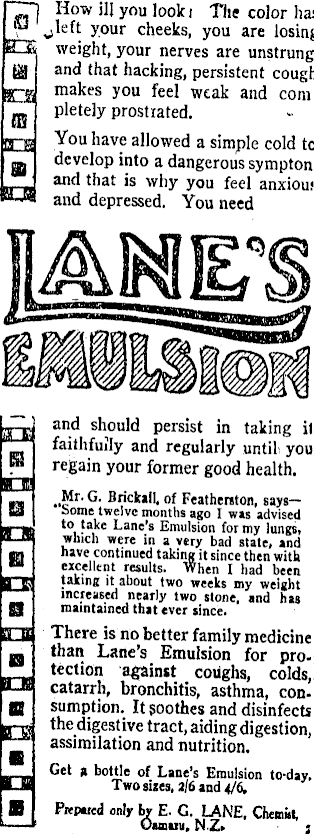 How ill you look! The color has
left your cheeks, you are losing
weight, your nerves are unstrung
and that hacking, persistent cough
makes you feel weak and com
pletely prostrated.
You have allowed a simple cold to
develop into a dangerous sympton
and that is why you feel anxious
and depressed. You need
LANE'S
EMULSION
and should persist in taking it
faithfully and regularly until you
regain your former good health.
Mr. G. Brickall, of Featherston, says—
"Some twelve months ago I was advised
to take Lane's Emulsion for my lungs,
which were in a very bad state, and
have continued taking it since then with
excellent results. When I had been
taking it about two weeks my weight
increased nearly two stone, and has
maintained that ever since.
There is no better family medicine
than Lane's Emulsion for pro-
tection against coughs, colds,
catarrh, bronchitis, asthma, con-
sumption. It soothes and disinfects
the digestive tract, aiding digestion,
assimilation and nutrition.
Get a bottle of Lane's Emulsion to-day.
Two sizes, 2/6 and 4/6.
Prepared only by E. G. LANE, Chemist,
Oamaru, N.Z.